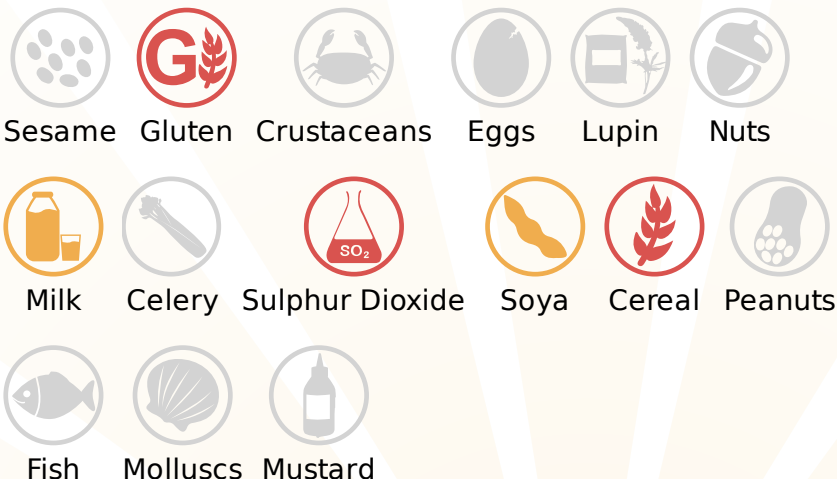 G
Sesame Gluten Crustaceans Eggs Lupin Nuts
SO₂
Milk Celery Sulphur Dioxide Soya Cereal Peanuts
Fish Molluscs Mustard